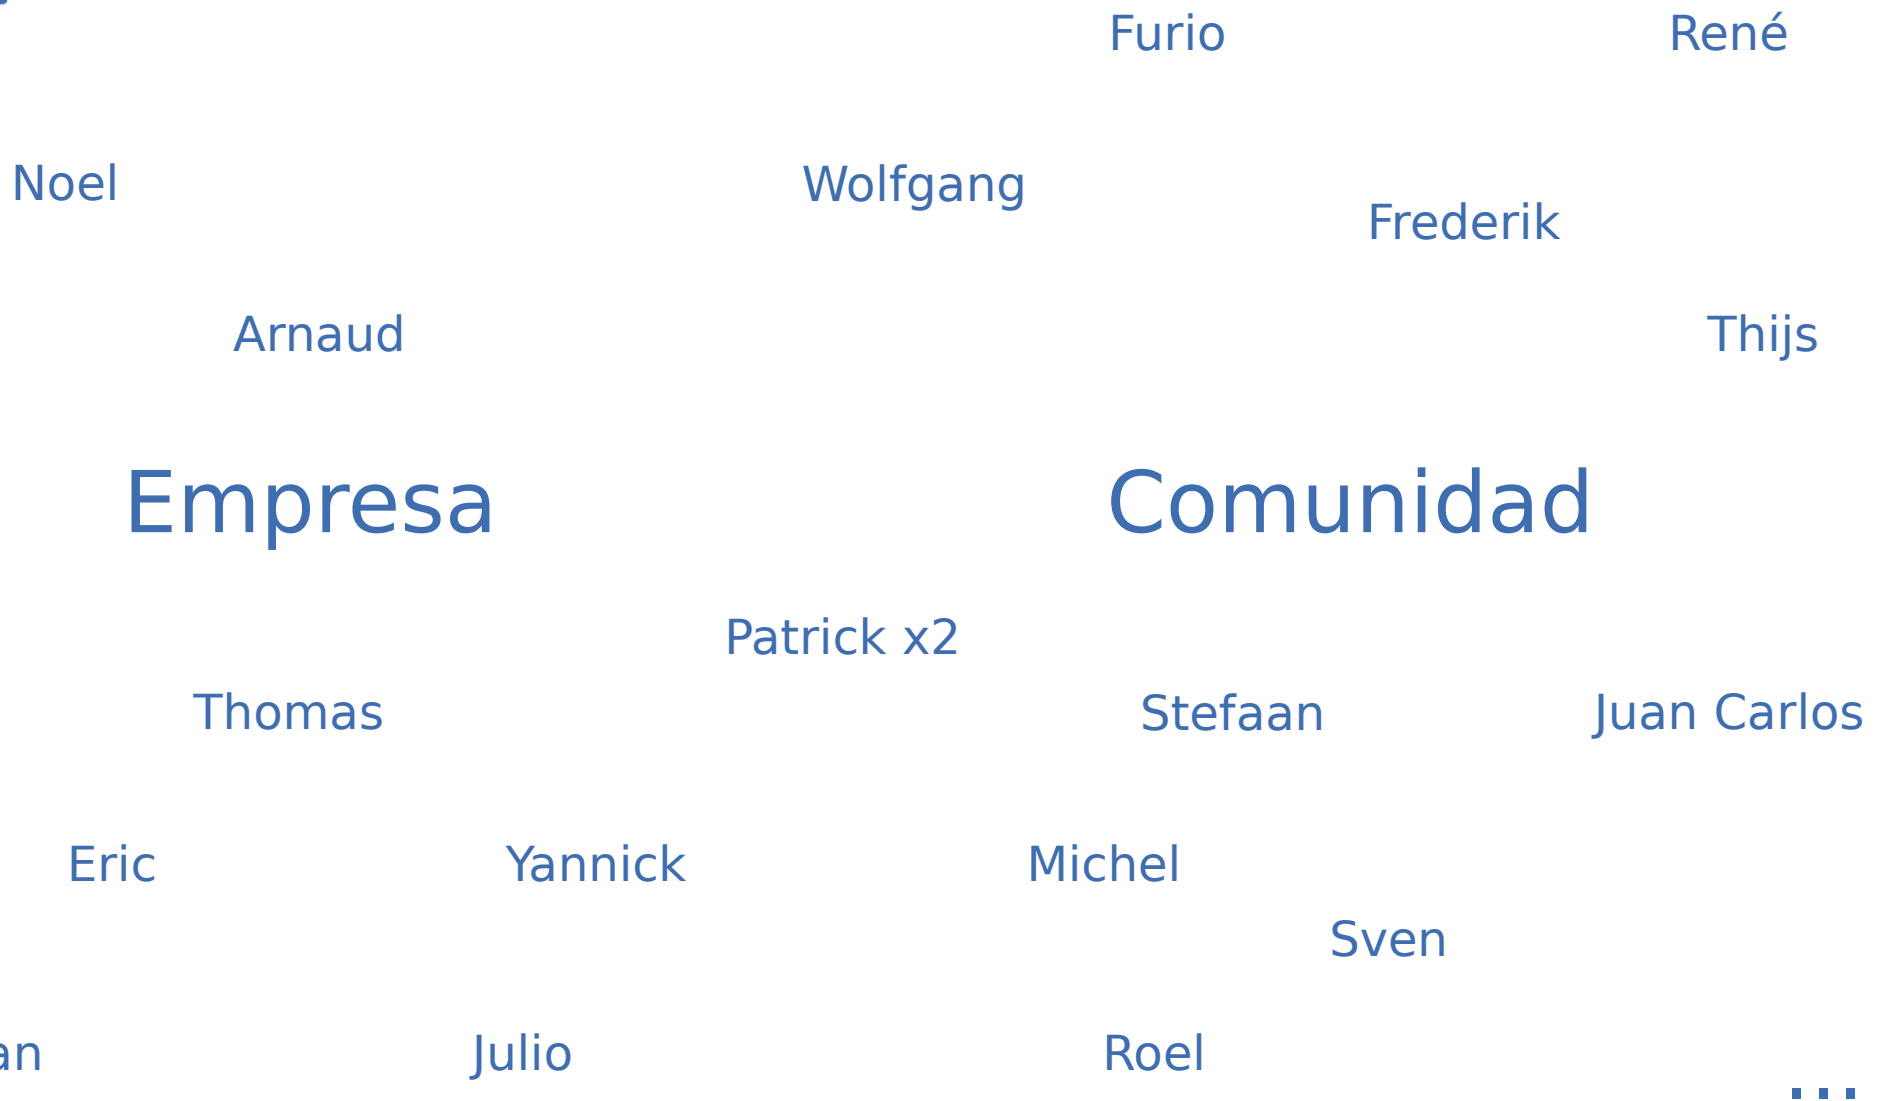 Furio
René
Noel
Wolfgang
Frederik
Arnaud
Thijs
Empresa
Comunidad
Patrick x2
Thomas
Stefaan
Juan Carlos
Eric
Yannick
Michel
Sven
an
Julio
Roel
...